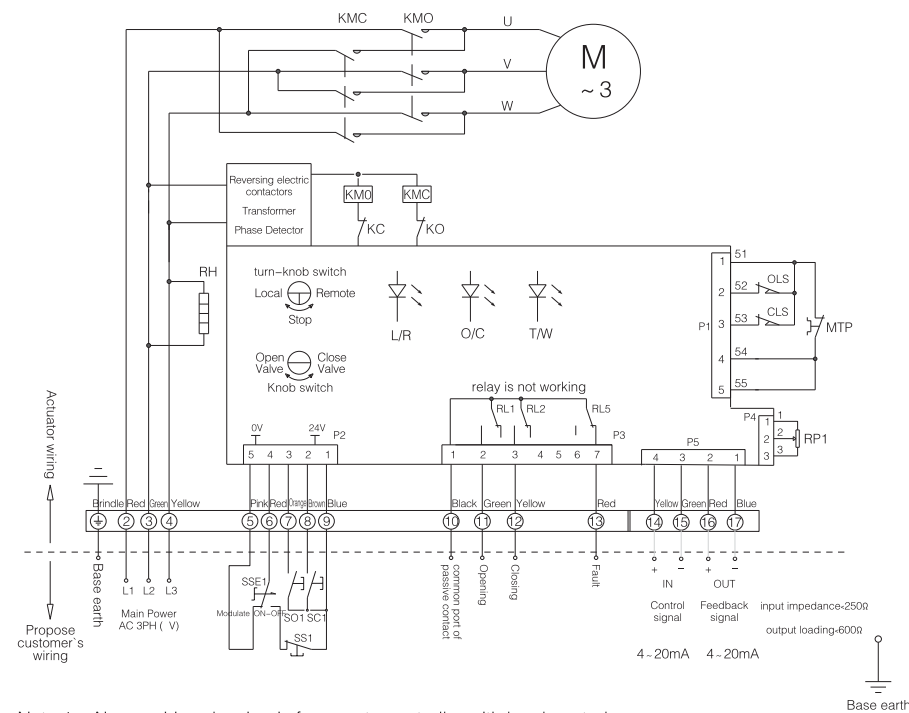 KMC KMO U
V
W
M
~3
Reversing electric
contactors
Transformer
Phase Detector
KM0 KMC
KC KO
RH
turn-knob switch
Local Remote
Stop
Open Valve Close Valve
Knob switch
L/R O/C T/W
relay is not working
RL1 RL2 RL5
51
1
52 OLS
2
53 CLS
P1 3 MTP
54
4
55
5
P4 1 1
2 2 RP1
3 3
0V 24V P2
5 4 3 2 1
P3
1 2 3 4 5 6 7
P5
4 3 2 1
Actuator wiring
Brindle Red Green Yellow Pink Red Orange Brown Blue Black Green Yellow Red Yellow Green Red Blue
2 3 4 5 6 7 8 9 10 11 12 13 14 15 16 17
Base earth
L1 L2 L3
Main Power
AC 3PH ( V)
SSE1
Modulate ON-OFF
SO1 SC1
SS1
common port of
passive contact
Opening
Closing
Fault
+ − + −
IN OUT
Control
signal
Feedback
signal
4~20mA 4~20mA
input impedance<250Ω
output loading<600Ω
Propose
customer`s
wiring
Base earth